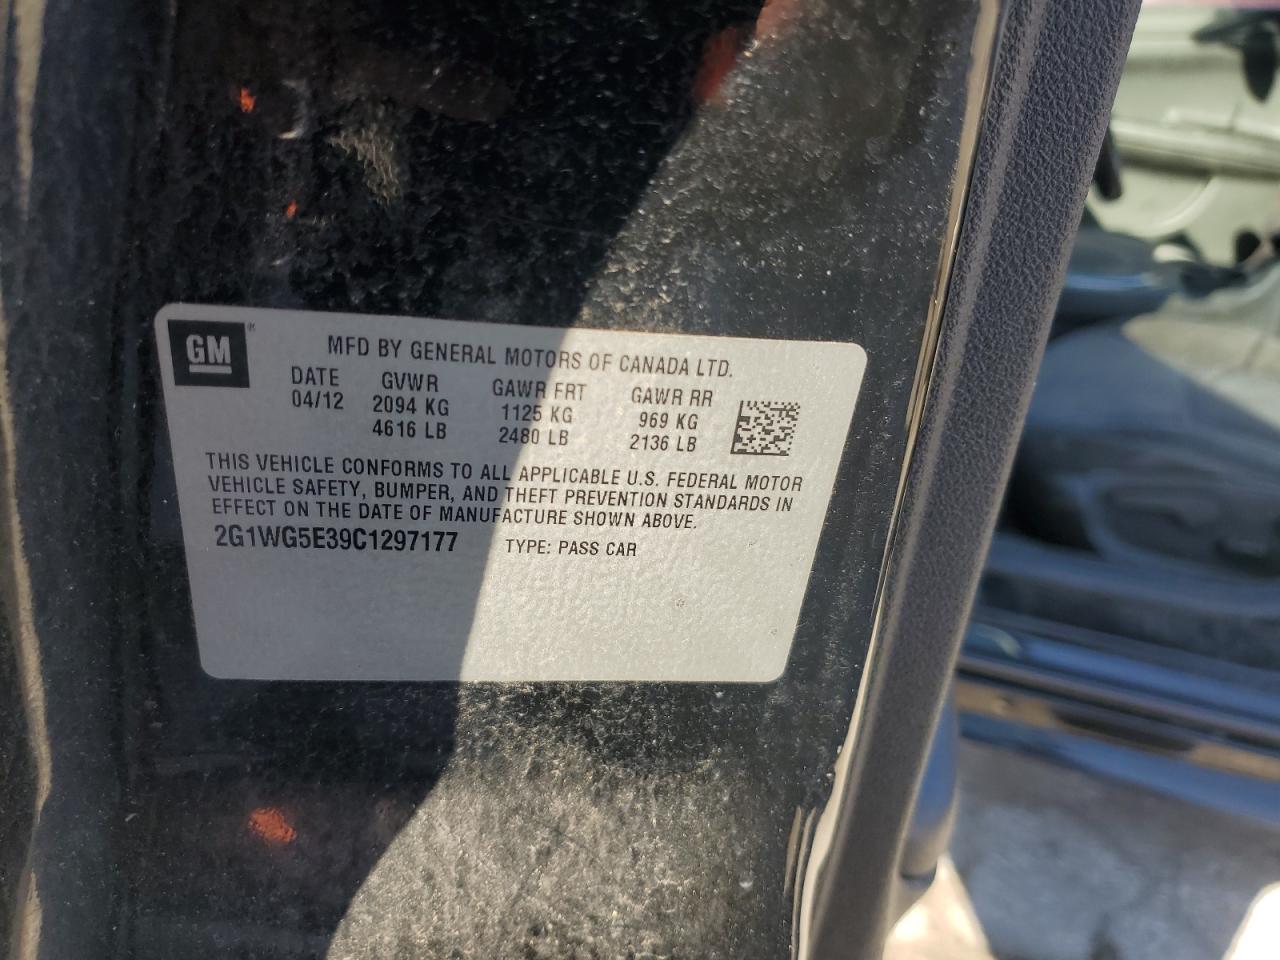 GM
MFD BY GENERAL MOTORS OF CANADA LTD.
DATE GVWR GAWR FRT GAWR RR
04/12 2094 KG 1125 KG 969 KG
4616 LB 2480 LB 2136 LB
THIS VEHICLE CONFORMS TO ALL APPLICABLE U.S. FEDERAL MOTOR
VEHICLE SAFETY, BUMPER, AND THEFT PREVENTION STANDARDS IN
EFFECT ON THE DATE OF MANUFACTURE SHOWN ABOVE.
2G1WG5E39C1297177 TYPE: PASS CAR